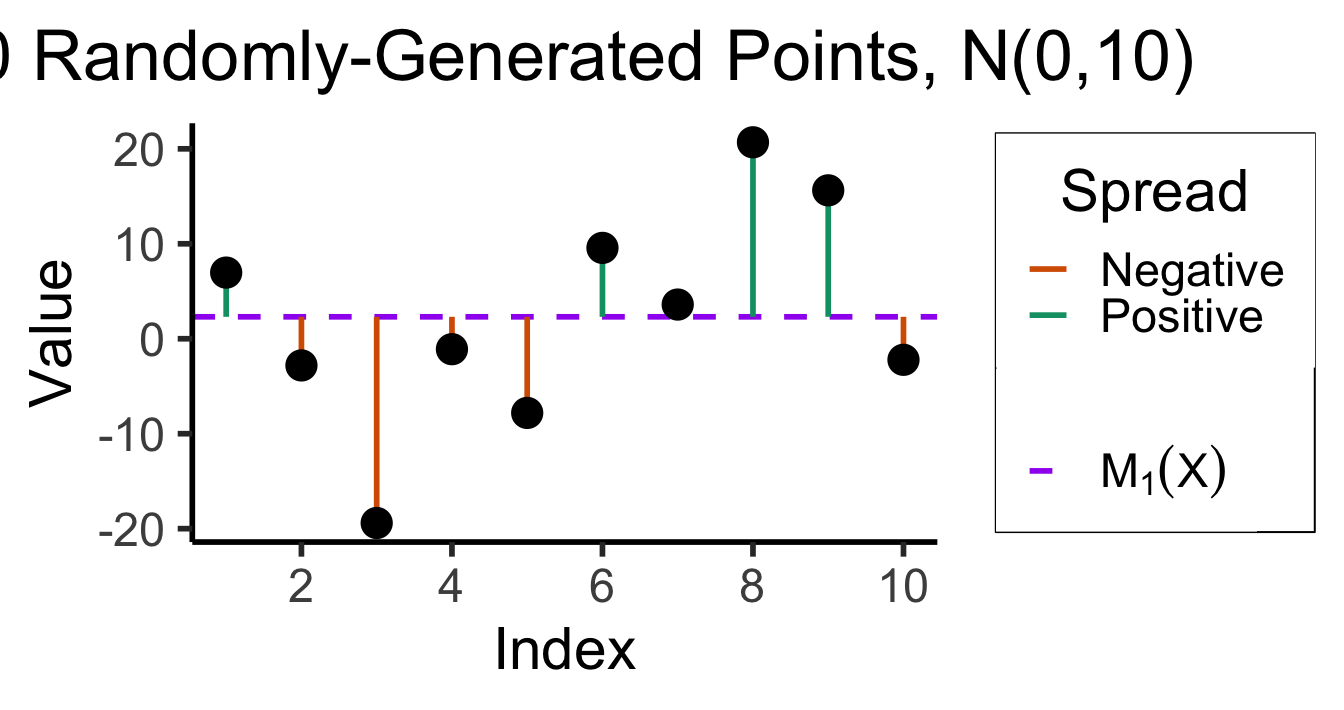 0 Randomly-Generated Points, N(0,10)
20
10
0
-10
-20
Value
2 4 6 8 10
Index
Spread
Negative
Positive
M₁(X)